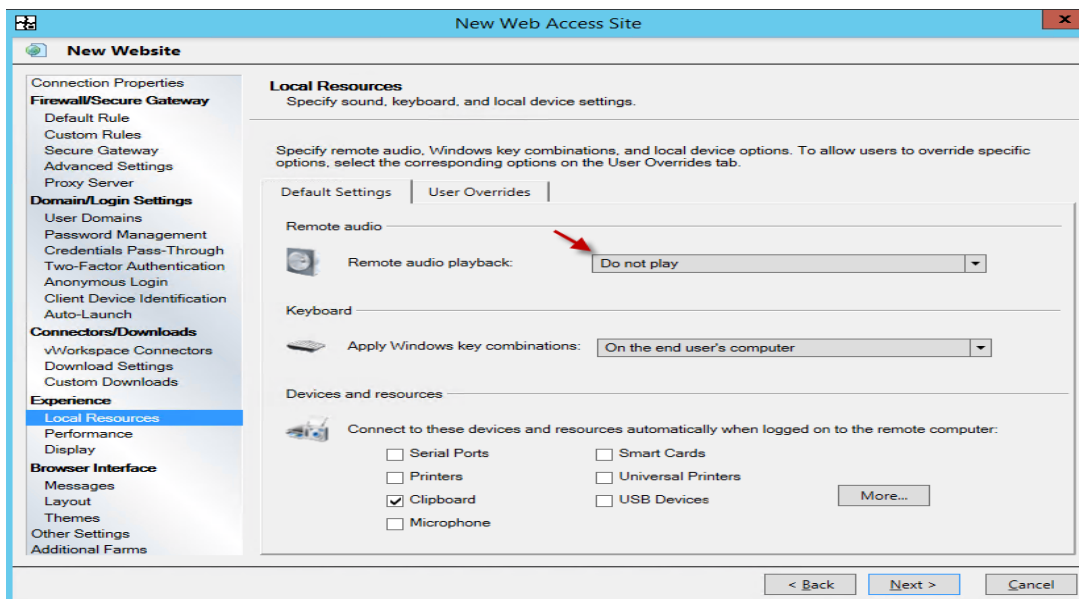 New Web Access Site
x
New Website
Connection Properties
Firewall/Secure Gateway
Default Rule
Custom Rules
Secure Gateway
Advanced Settings
Proxy Server
Domain/Login Settings
User Domains
Password Management
Credentials Pass-Through
Two-Factor Authentication
Anonymous Login
Client Device Identification
Auto-Launch
Connectors/Downloads
vWorkspace Connectors
Download Settings
Custom Downloads
Experience
Local Resources
Performance
Display
Browser Interface
Messages
Layout
Themes
Other Settings
Additional Farms
Local Resources
Specify sound, keyboard, and local device settings.
Specify remote audio, Windows key combinations, and local device options. To allow users to override specific
options, select the corresponding options on the User Overrides tab.
Default Settings
User Overrides
Remote audio
Remote audio playback:
Do not play
Keyboard
Apply Windows key combinations:
On the end user's computer
Devices and resources
Connect to these devices and resources automatically when logged on to the remote computer:
Serial Ports
Smart Cards
Printers
Universal Printers
Clipboard
USB Devices
More...
Microphone
< Back
Next >
Cancel